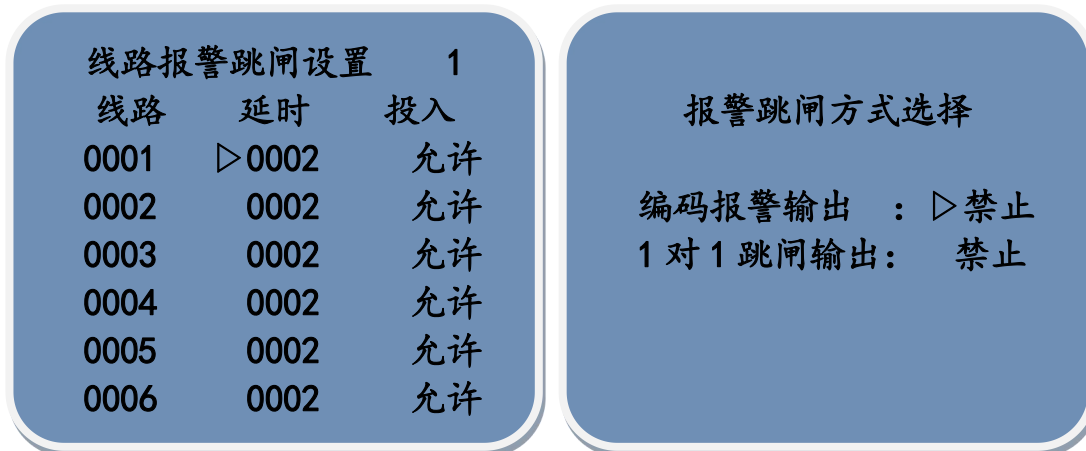 线路报警跳闸设置 1
线路 延时 投入
0001 ▷0002 允许
0002 0002 允许
0003 0002 允许
0004 0002 允许
0005 0002 允许
0006 0002 允许
报警跳闸方式选择
编码报警输出 :▷禁止
1对1跳闸输出: 禁止